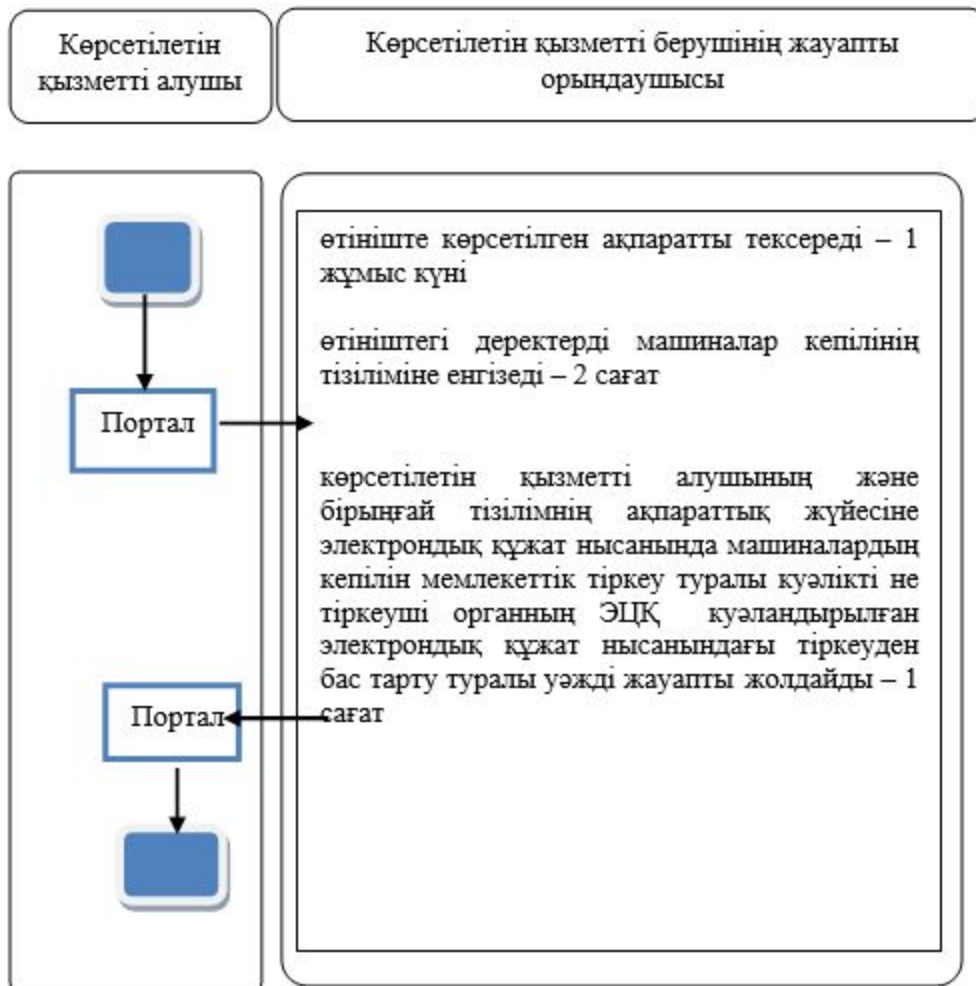 Көрсетілетін
қызметті алушы
Көрсетілетін қызметті берушінің жауапты
орындаушысы
өтініште көрсетілген ақпаратты тексереді – 1
жұмыс күні
өтініштегі деректерді машиналар кепілінің
тізіліміне енгізеді – 2 сағат
Портал
көрсетілетін қызметті алушының және
бірыңғай тізілімнің ақпараттық жүйесіне
электрондық құжат нысанында машиналардың
кепілін мемлекеттік тіркеу туралы куәлікті не
тіркеуші органның ЭЦҚ куәландырылған
электрондық құжат нысанындағы тіркеуден
бас тарту туралы уәжді жауапты жолдайды – 1
сағат
Портал